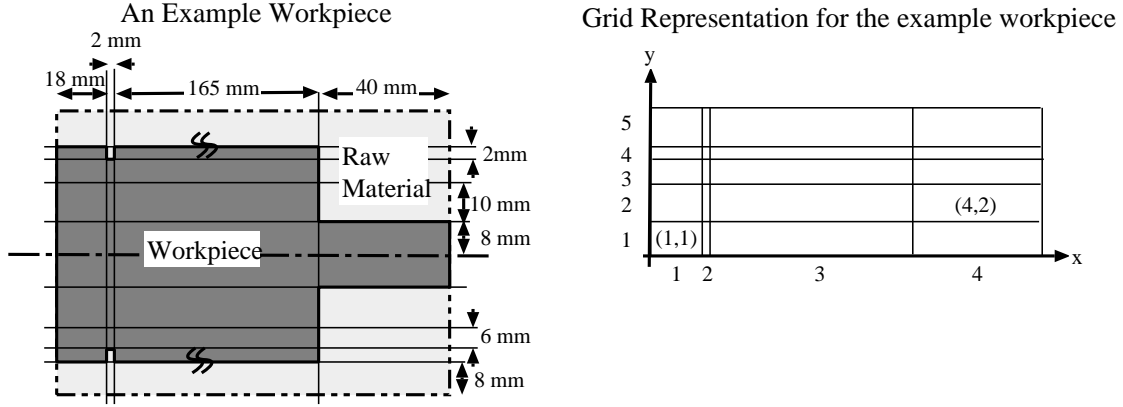 An Example Workpiece
2 mm
18 mm
165 mm
40 mm
2mm
Raw
Material
10 mm
8 mm
Workpiece
6 mm
8 mm
Grid Representation for the example workpiece
y
5
4
3
2
(4,2)
1
(1,1)
x
1 2 3 4